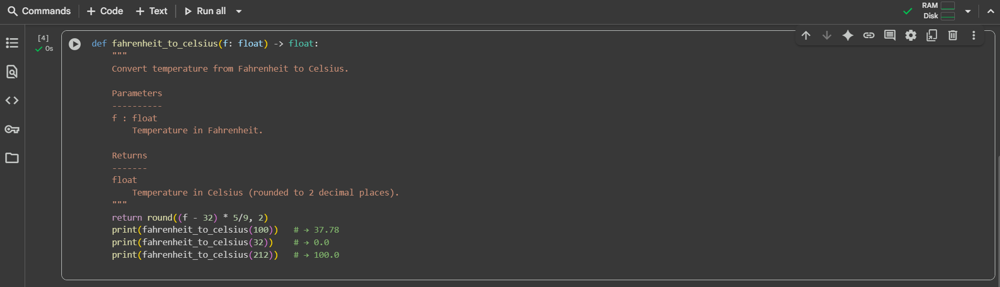 Commands + Code + Text Run all
RAM
Disk
[4]
0s
def fahrenheit_to_celsius(f: float) -> float:
    """
    Convert temperature from Fahrenheit to Celsius.

    Parameters
    ----------
    f : float
        Temperature in Fahrenheit.

    Returns
    -------
    float
        Temperature in Celsius (rounded to 2 decimal places).
    """
    return round((f - 32) * 5/9, 2)
    print(fahrenheit_to_celsius(100))   # → 37.78
    print(fahrenheit_to_celsius(32))    # → 0.0
    print(fahrenheit_to_celsius(212))   # → 100.0